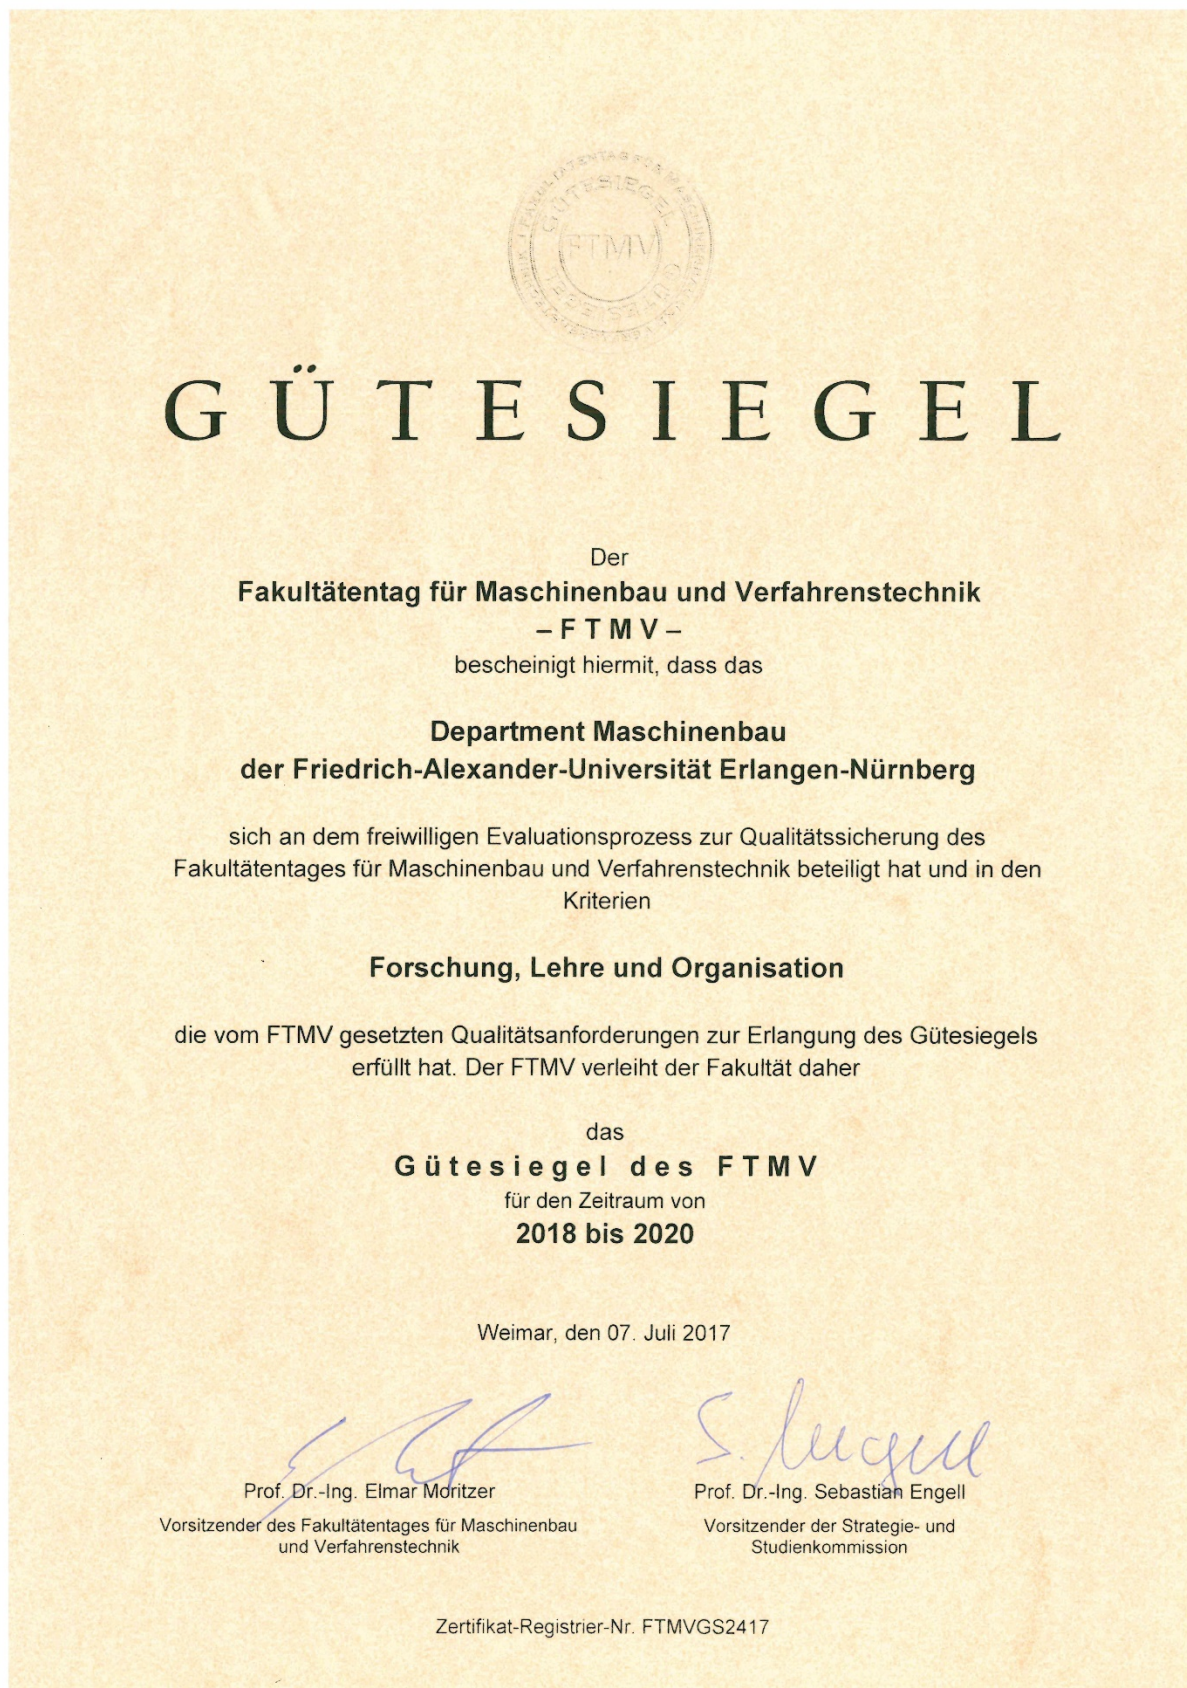 GÜTESIEGEL
FTMV
GÜTESIEGEL
GÜTESIEGEL
Der
Fakultätentag für Maschinenbau und Verfahrenstechnik
– F T M V –
bescheinigt hiermit, dass das
Department Maschinenbau
der Friedrich-Alexander-Universität Erlangen-Nürnberg
sich an dem freiwilligen Evaluationsprozess zur Qualitätssicherung des
Fakultätentages für Maschinenbau und Verfahrenstechnik beteiligt hat und in den
Kriterien
Forschung, Lehre und Organisation
die vom FTMV gesetzten Qualitätsanforderungen zur Erlangung des Gütesiegels
erfüllt hat. Der FTMV verleiht der Fakultät daher
das
Gütesiegel des FTMV
für den Zeitraum von
2018 bis 2020
Weimar, den 07. Juli 2017
S. Engell
Prof. Dr.-Ing. Elmar Moritzer
Prof. Dr.-Ing. Sebastian Engell
Vorsitzender des Fakultätentages für Maschinenbau
und Verfahrenstechnik
Vorsitzender der Strategie- und
Studienkommission
Zertifikat-Registrier-Nr. FTMVGS2417